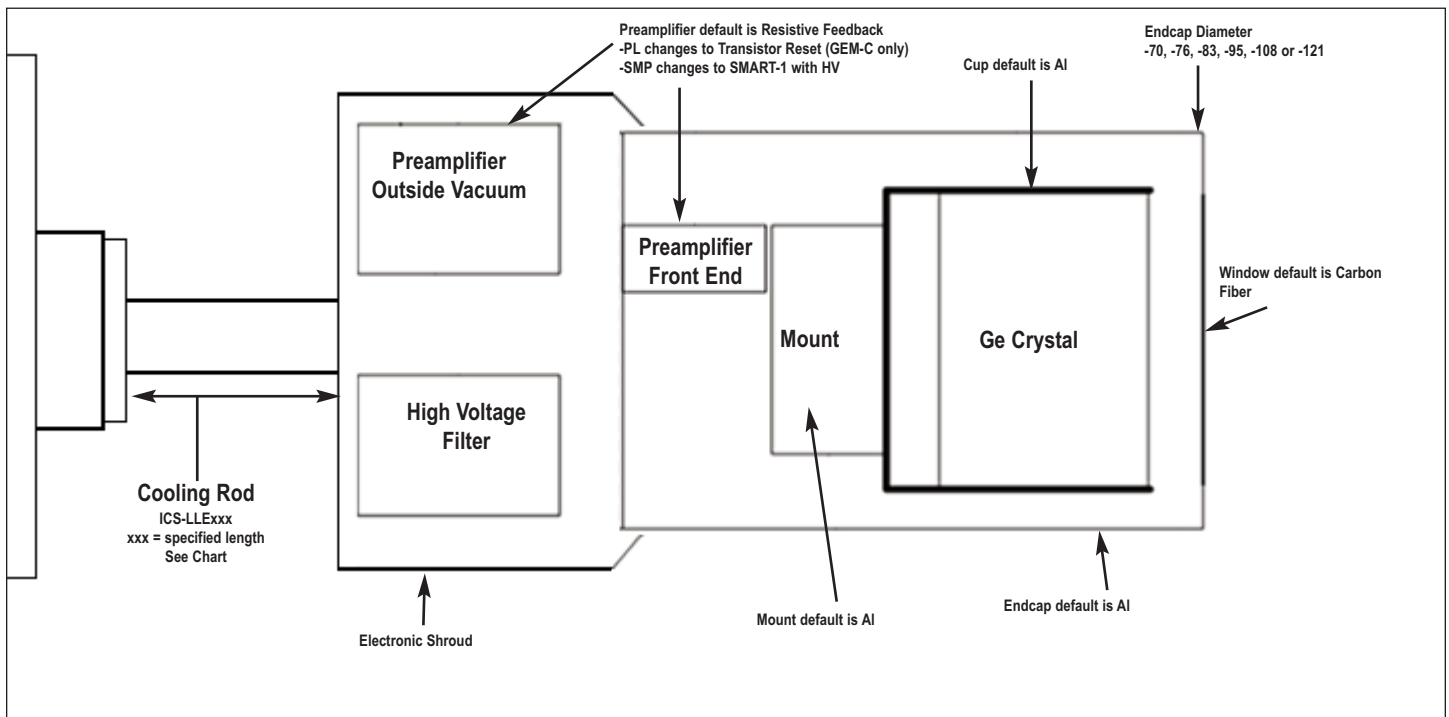 Preamplifier default is Resistive Feedback
-PL changes to Transistor Reset (GEM-C only)
-SMP changes to SMART-1 with HV
Endcap Diameter
-70, -76, -83, -95, -108 or -121
Cup default is Al
Preamplifier
Outside Vacuum
Preamplifier
Front End
Mount
Ge Crystal
Window default is Carbon
Fiber
High Voltage
Filter
Cooling Rod
ICS-LLExxx
xxx = specified length
See Chart
Electronic Shroud
Mount default is Al
Endcap default is Al